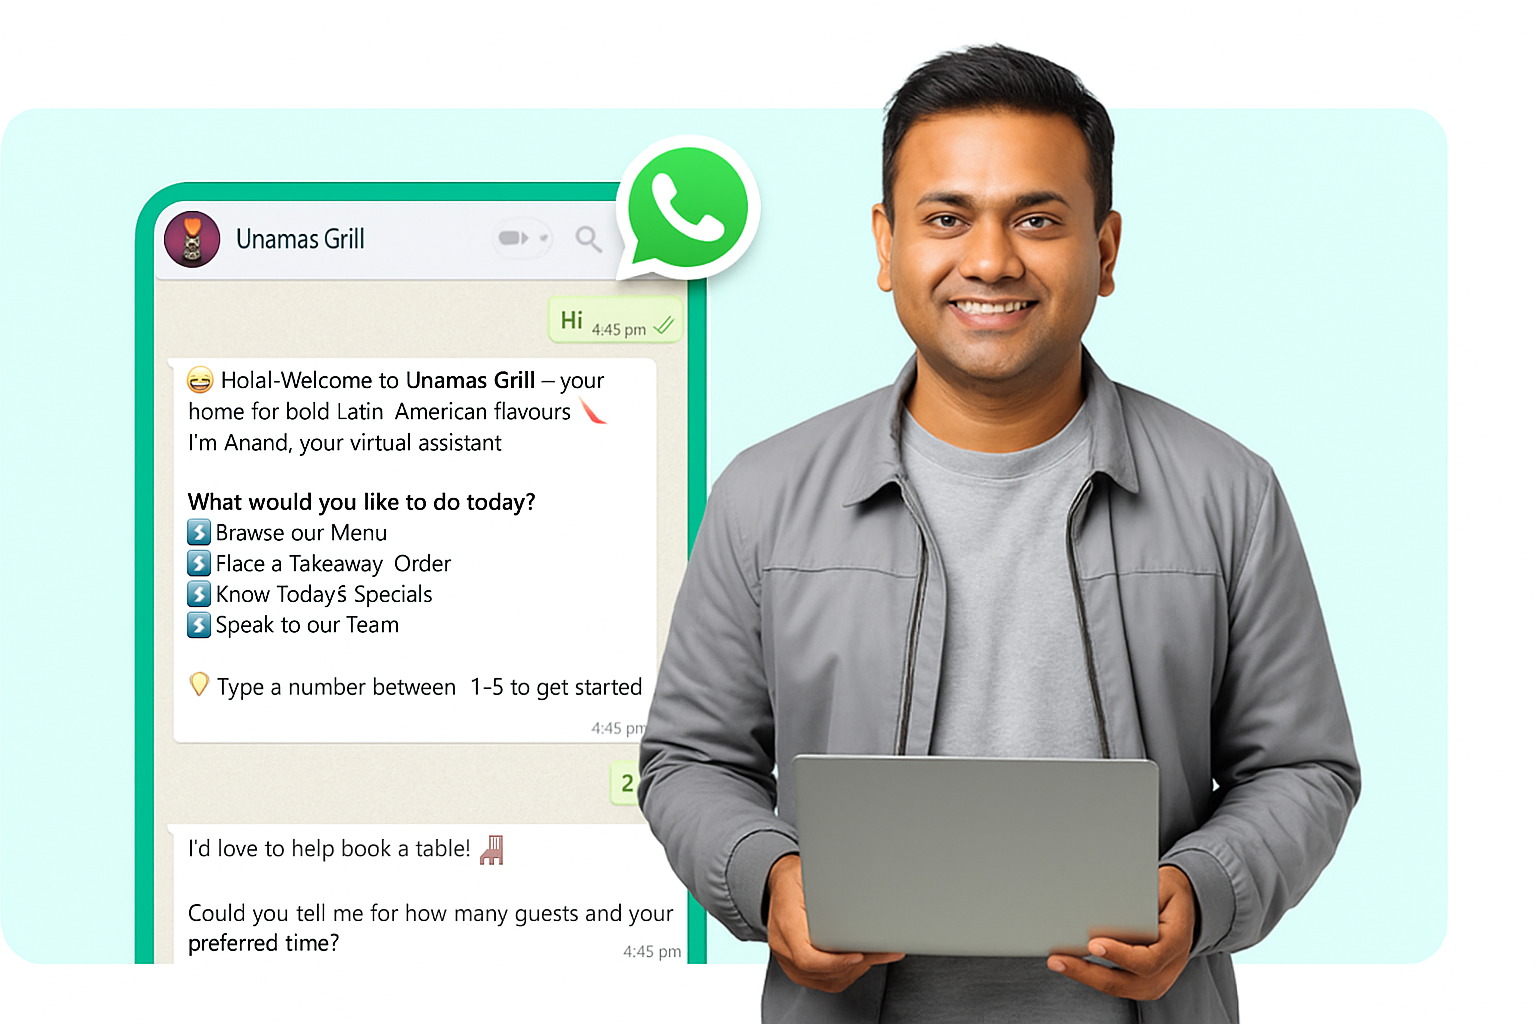 Unamas Grill
Hi 4:45 pm
Holal-Welcome to Unamas Grill – your
home for bold Latin American flavours
I'm Anand, your virtual assistant
What would you like to do today?
Brawse our Menu
Flace a Takeaway Order
Know Today's Specials
Speak to our Team
Type a number between 1-5 to get started
4:45 pm
2
I'd love to help book a table!
Could you tell me for how many guests and your
preferred time?
4:45 pm